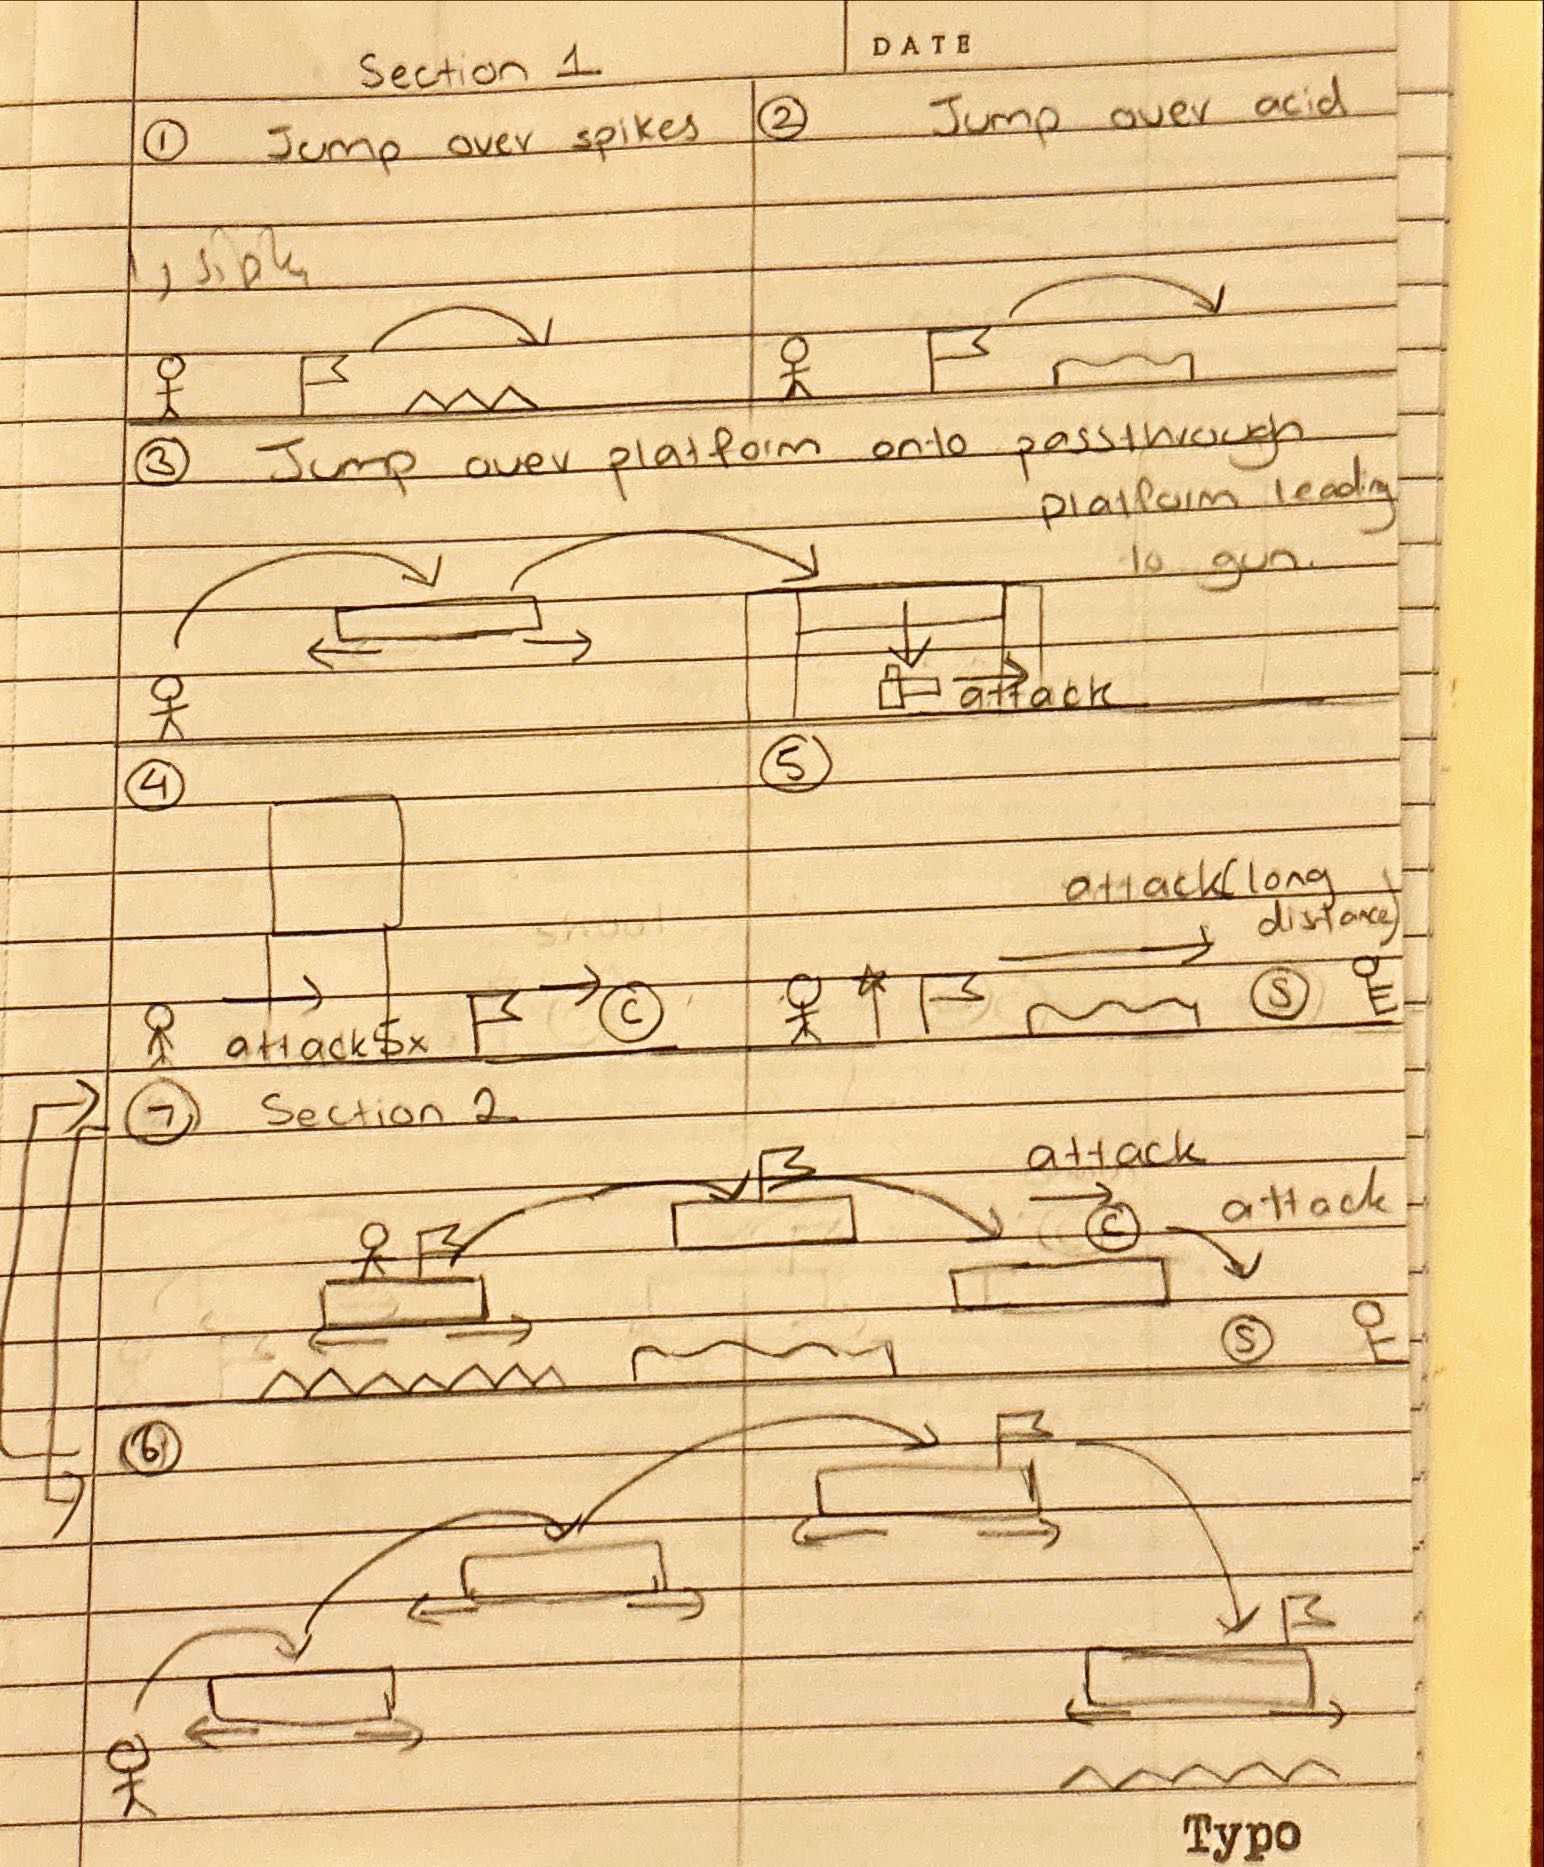 Section 1
DATE
① Jump over spikes
② Jump over acid
③ Jump over platform onto passthrough
platform leading
to gun.
attack
④
⑤
attack(long
distance)
shoot
C
S
attack 5x
⑦ Section 2
attack
C
attack
S
⑥
Typo